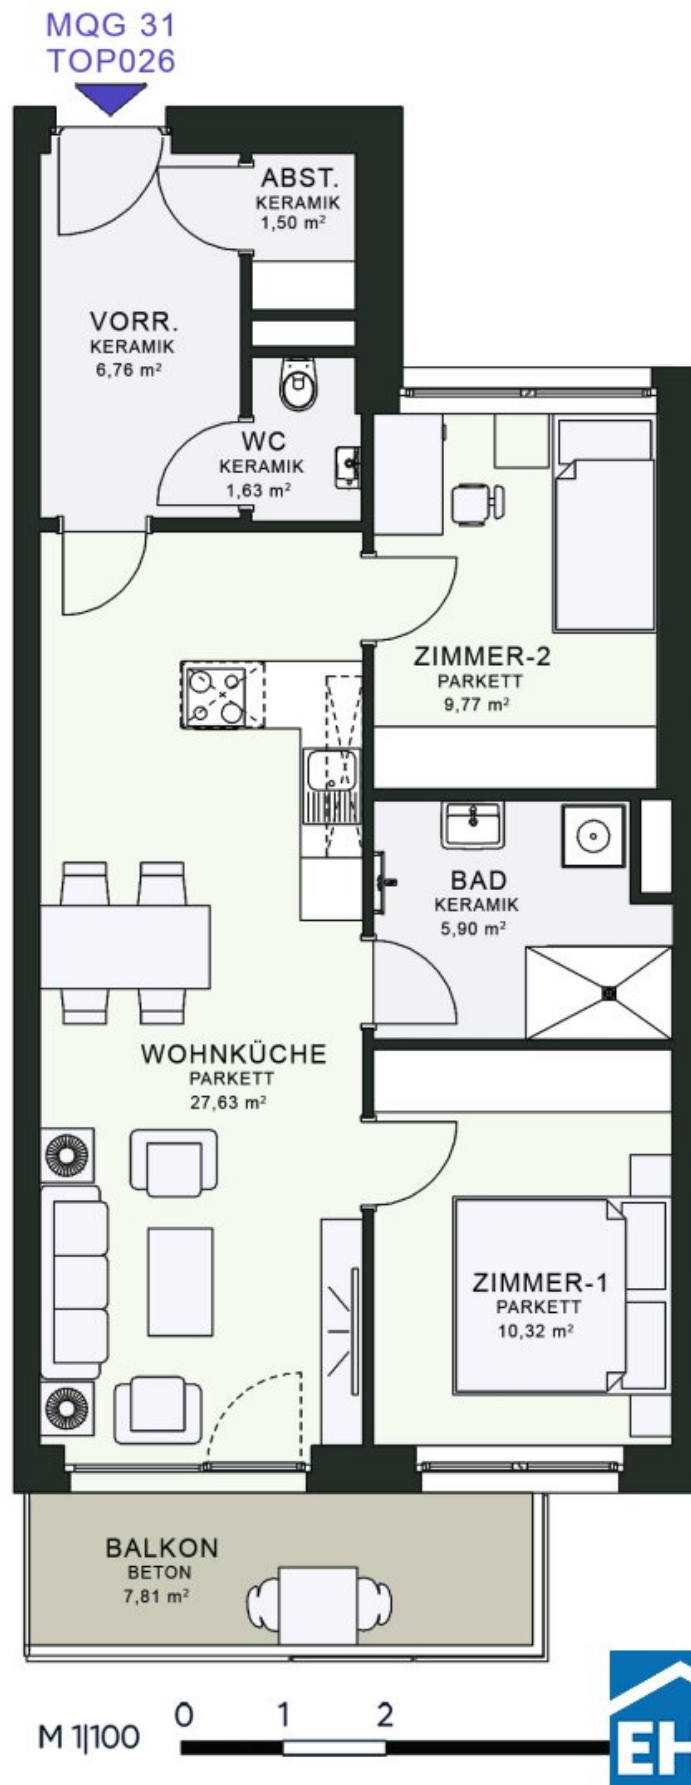 MQG 31
TOP026
ABST.
KERAMIK
1,50 m²
VORR.
KERAMIK
6,76 m²
WC
KERAMIK
1,63 m²
ZIMMER-2
PARKETT
9,77 m²
BAD
KERAMIK
5,90 m²
WOHNKÜCHE
PARKETT
27,63 m²
ZIMMER-1
PARKETT
10,32 m²
BALKON
BETON
7,81 m²
M 1|100
0 1 2
EH